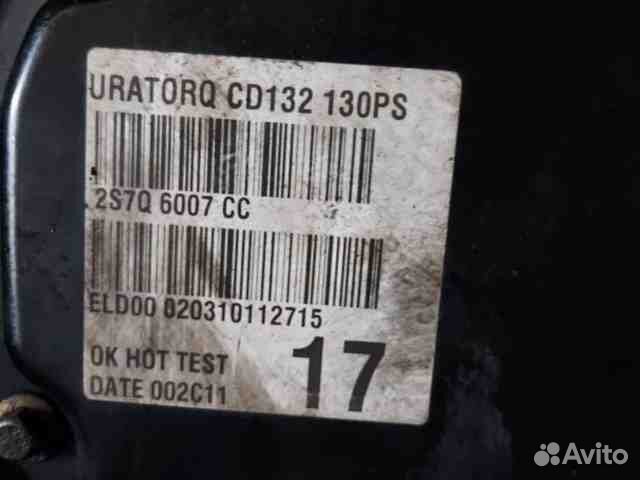 URATORQ CD132 130PS
2S7Q 6007 CC
ELD00 020310112715
OK HOT TEST
DATE 002C11
17
Avito